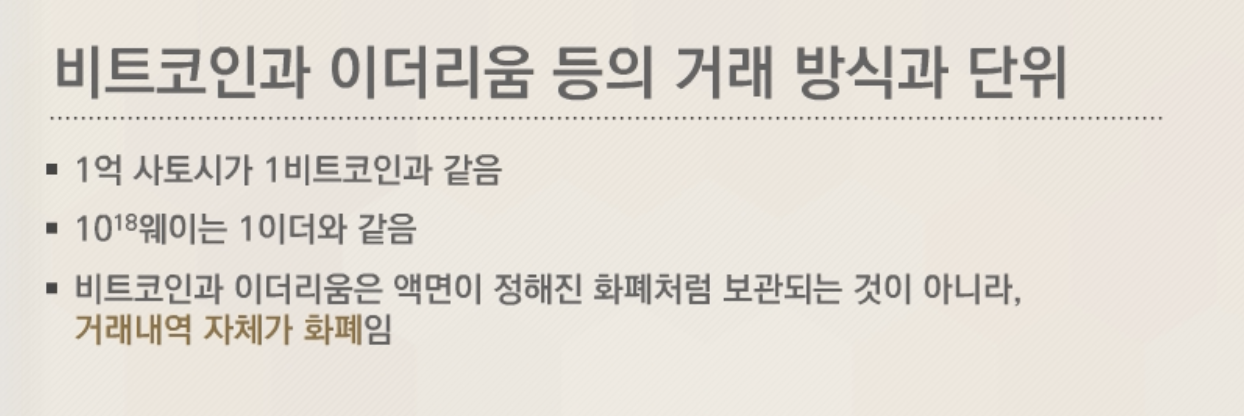 비트코인과 이더리움 등의 거래 방식과 단위
▪ 1억 사토시가 1비트코인과 같음
▪ 10¹⁸웨이는 1이더와 같음
▪ 비트코인과 이더리움은 액면이 정해진 화폐처럼 보관되는 것이 아니라,
거래내역 자체가 화폐임